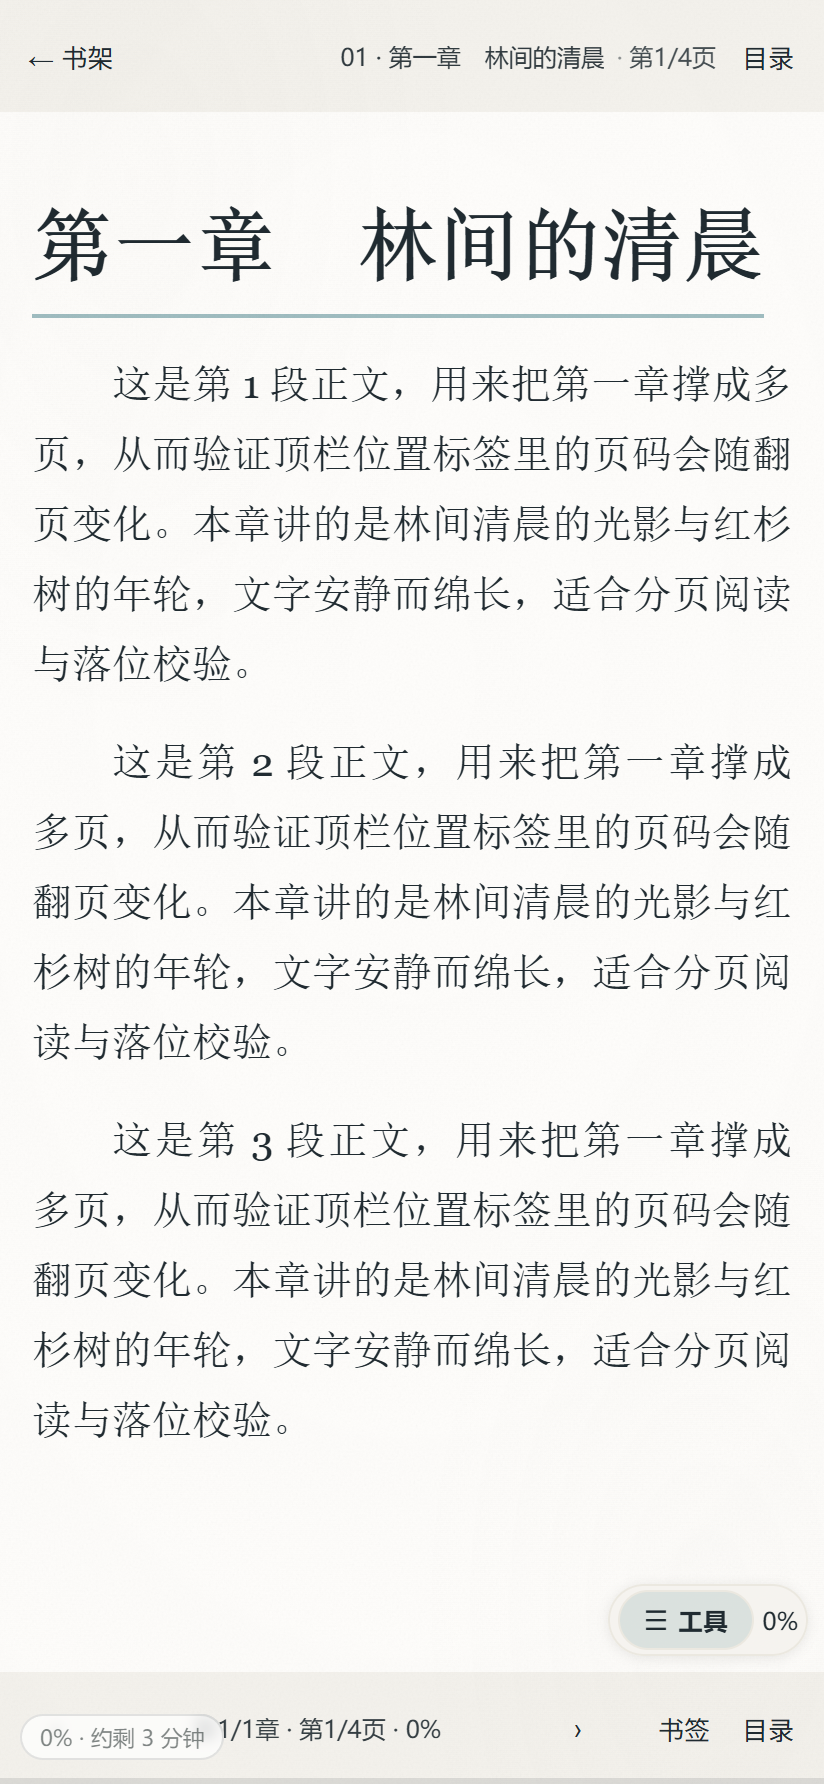 ← 书架 01 · 第一章　林间的清晨 · 第1/4页 目录
第一章　林间的清晨
这是第 1 段正文，用来把第一章撑成多
页，从而验证顶栏位置标签里的页码会随翻
页变化。本章讲的是林间清晨的光影与红杉
树的年轮，文字安静而绵长，适合分页阅读
与落位校验。
这是第 2 段正文，用来把第一章撑成
多页，从而验证顶栏位置标签里的页码会随
翻页变化。本章讲的是林间清晨的光影与红
杉树的年轮，文字安静而绵长，适合分页阅
读与落位校验。
这是第 3 段正文，用来把第一章撑成
多页，从而验证顶栏位置标签里的页码会随
翻页变化。本章讲的是林间清晨的光影与红
杉树的年轮，文字安静而绵长，适合分页阅
读与落位校验。
☰ 工具 0%
0% · 约剩 3 分钟 1/1章 · 第1/4页 · 0% › 书签 目录